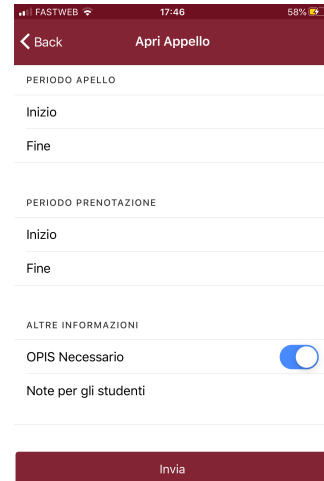 FASTWEB 17:46 58%
Back Apri Appello
PERIODO APELLO
Inizio
Fine
PERIODO PRENOTAZIONE
Inizio
Fine
ALTRE INFORMAZIONI
OPIS Necessario
Note per gli studenti
Invia